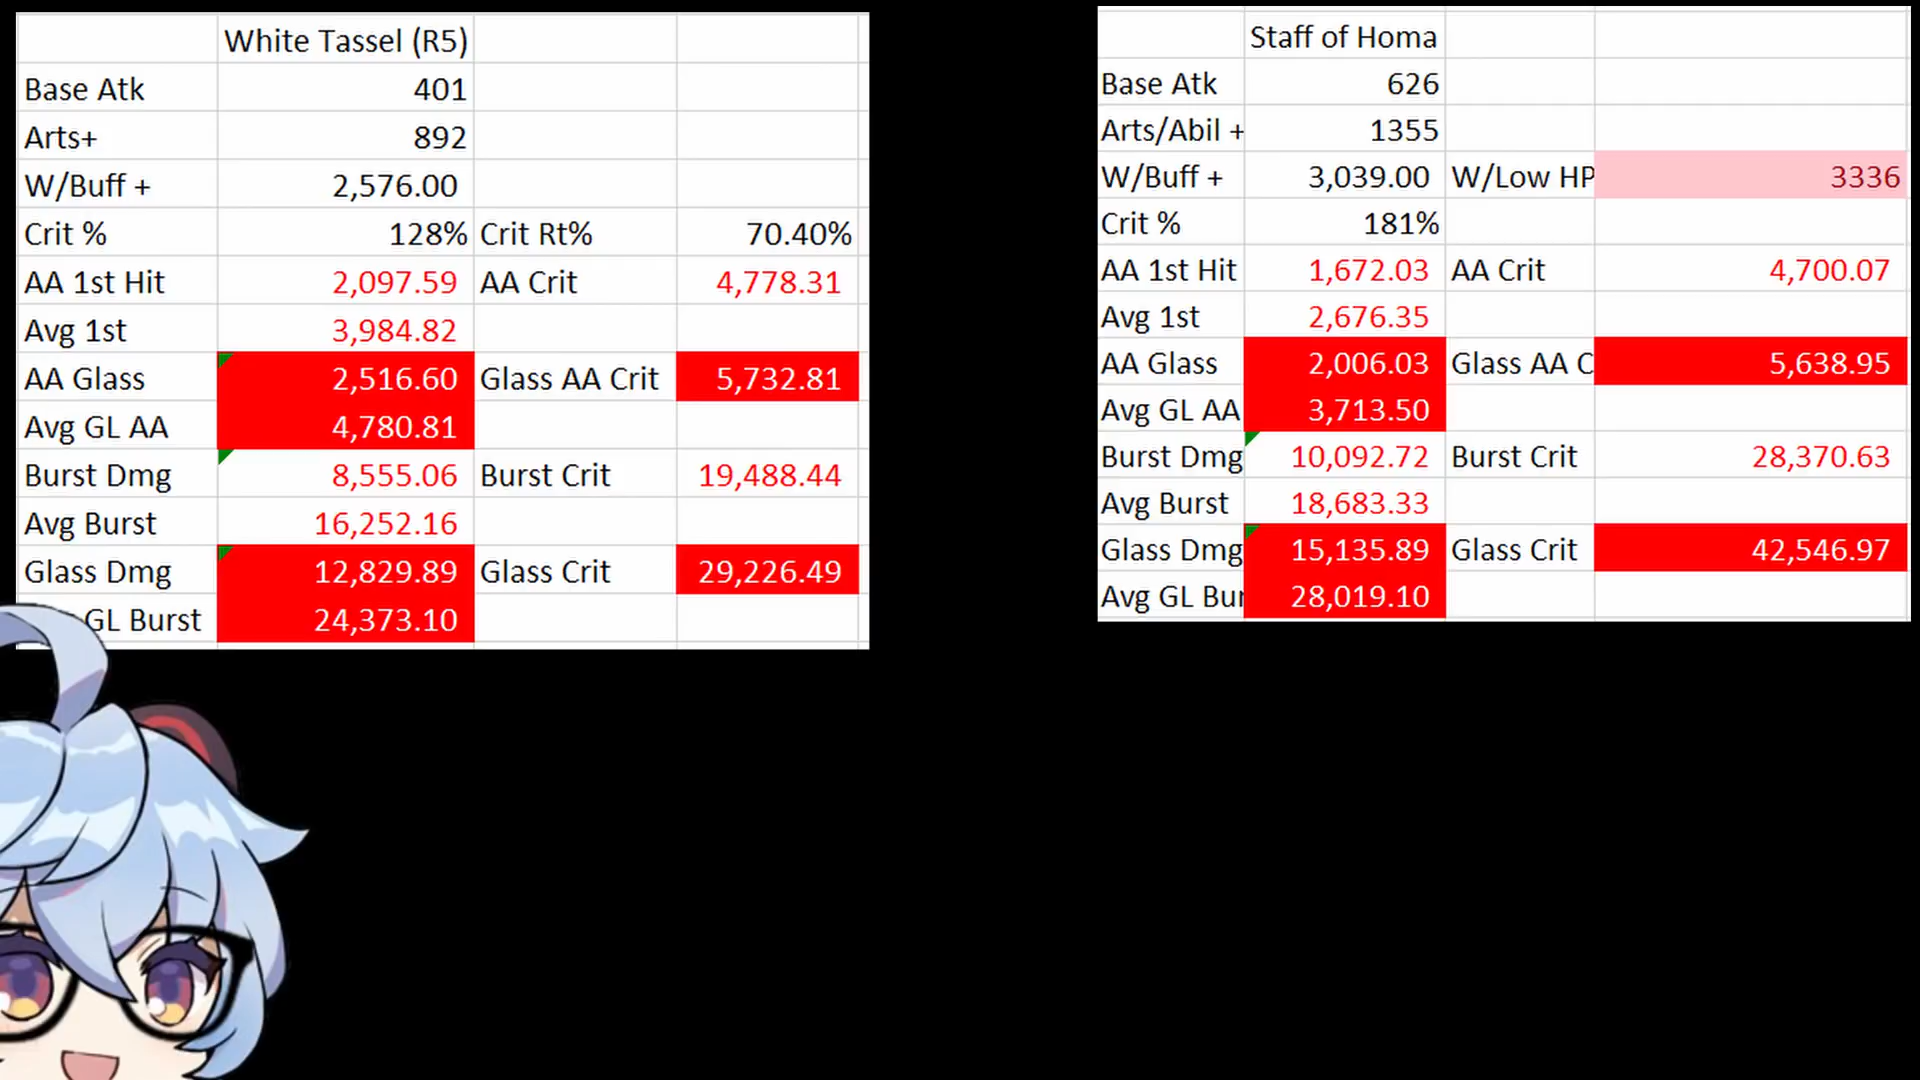 White Tassel (R5)
Base Atk 401
Arts+ 892
W/Buff + 2,576.00
Crit % 128% Crit Rt% 70.40%
AA 1st Hit 2,097.59 AA Crit 4,778.31
Avg 1st 3,984.82
AA Glass 2,516.60 Glass AA Crit 5,732.81
Avg GL AA 4,780.81
Burst Dmg 8,555.06 Burst Crit 19,488.44
Avg Burst 16,252.16
Glass Dmg 12,829.89 Glass Crit 29,226.49
GL Burst 24,373.10
Staff of Homa
Base Atk 626
Arts/Abil + 1355
W/Buff + 3,039.00 W/Low HP 3336
Crit % 181%
AA 1st Hit 1,672.03 AA Crit 4,700.07
Avg 1st 2,676.35
AA Glass 2,006.03 Glass AA C 5,638.95
Avg GL AA 3,713.50
Burst Dmg 10,092.72 Burst Crit 28,370.63
Avg Burst 18,683.33
Glass Dmg 15,135.89 Glass Crit 42,546.97
Avg GL Bur 28,019.10